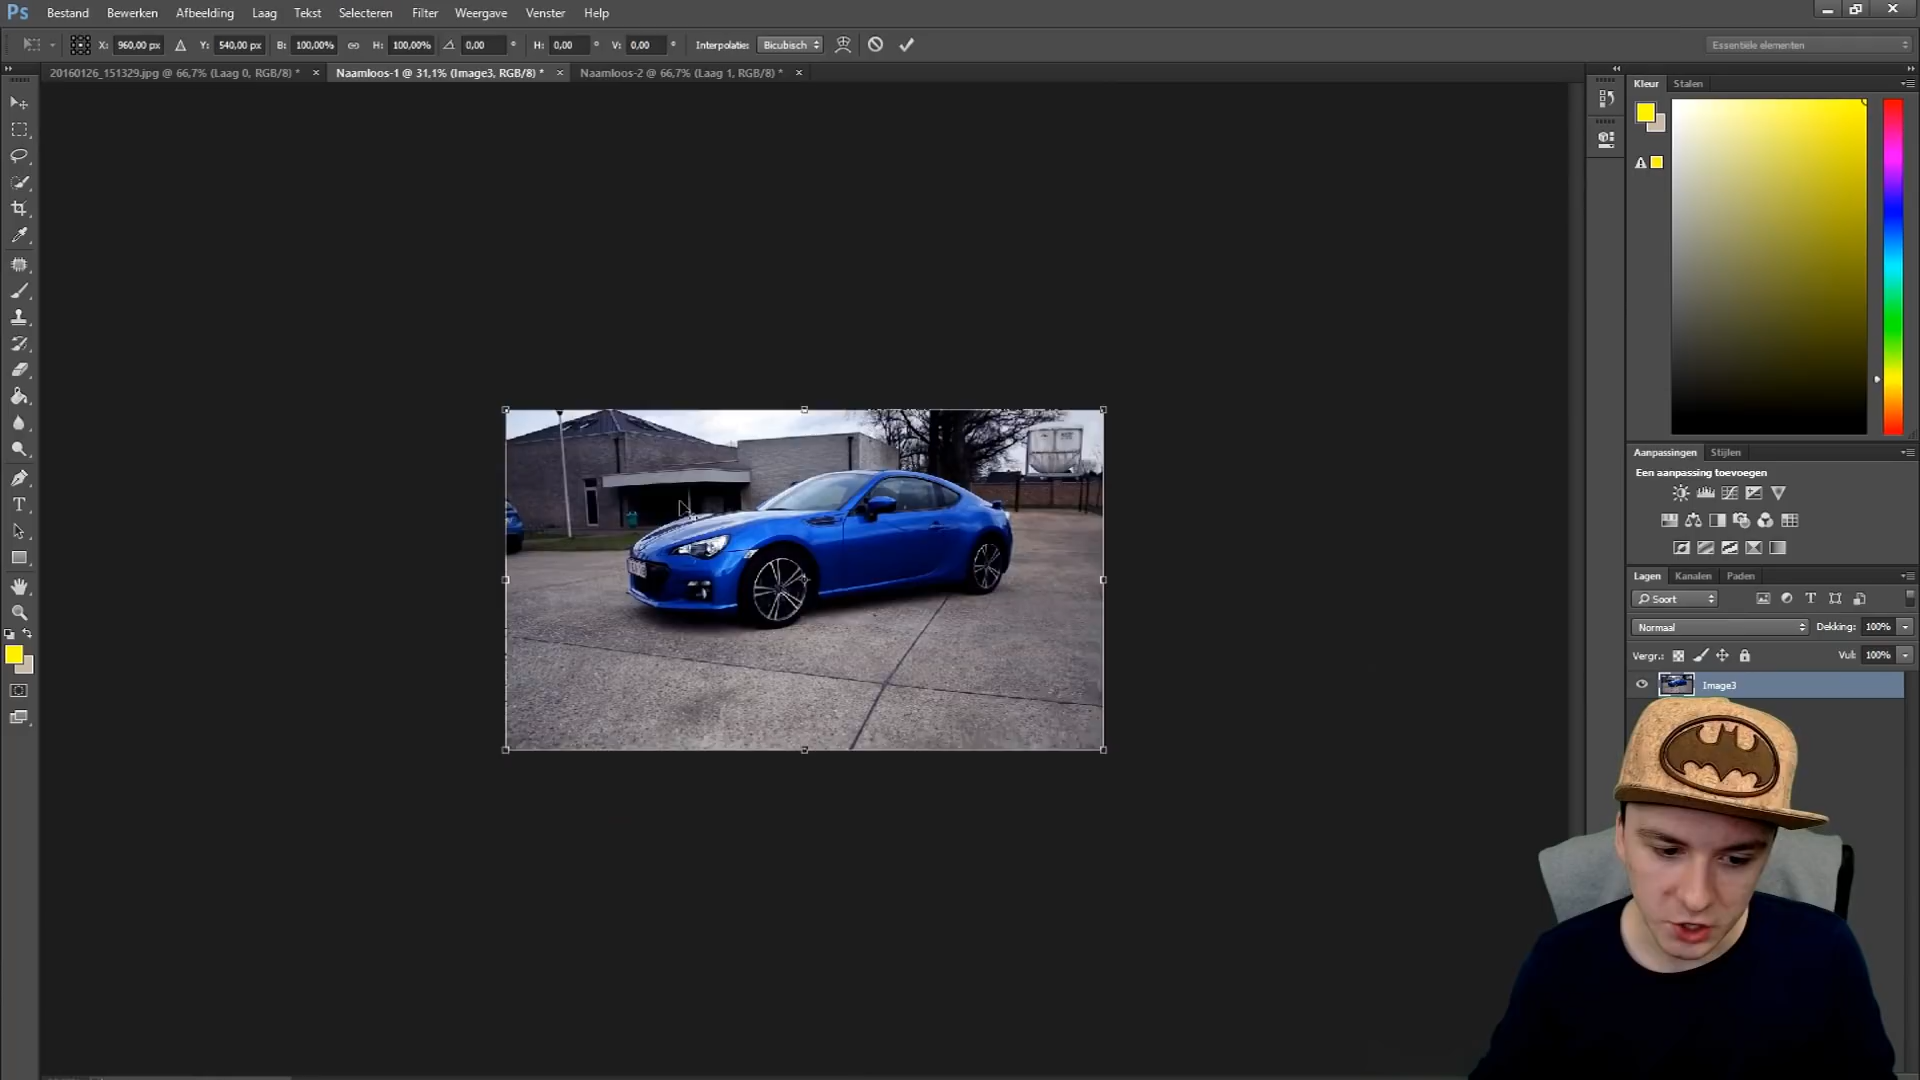 Ps Bestand Bewerken Afbeelding Laag Tekst Selecteren Filter Weergave Venster Help
X: 960,00 px Y: 540,00 px B: 100,00% H: 100,00% 0,00 ° H: 0,00 ° V: 0,00 ° Interpolatie: Bicubisch Essentiële elementen
20160126_151329.jpg @ 66,7% (Laag 0, RGB/8) * × Naamloos-1 @ 31,1% (Image3, RGB/8) * × Naamloos-2 @ 66,7% (Laag 1, RGB/8) * ×
Kleur Stalen
Aanpassingen Stijlen
Een aanpassing toevoegen
Lagen Kanalen Paden
Soort
Normaal Dekking: 100%
Vergr.: Vul: 100%
Image3